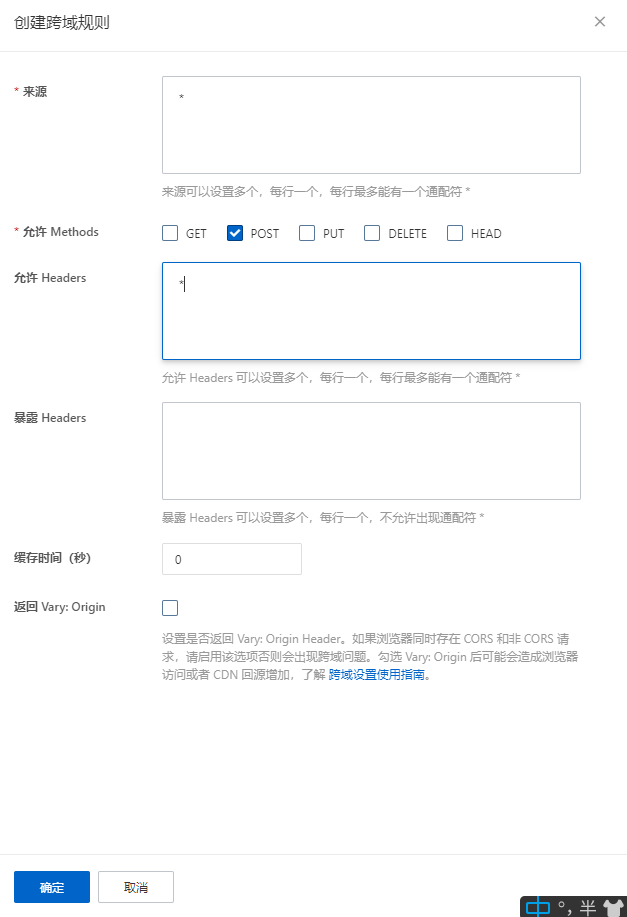 创建跨域规则
* 来源
*
来源可以设置多个，每行一个，每行最多能有一个通配符 *
* 允许 Methods
GET POST PUT DELETE HEAD
允许 Headers
*
允许 Headers 可以设置多个，每行一个，每行最多能有一个通配符 *
暴露 Headers
暴露 Headers 可以设置多个，每行一个，不允许出现通配符 *
缓存时间（秒）
0
返回 Vary: Origin
设置是否返回 Vary: Origin Header。如果浏览器同时存在 CORS 和非 CORS 请
求，请启用该选项否则会出现跨域问题。勾选 Vary: Origin 后可能会造成浏览器
访问或者 CDN 回源增加，了解 跨域设置使用指南。
确定 取消
中 °, 半